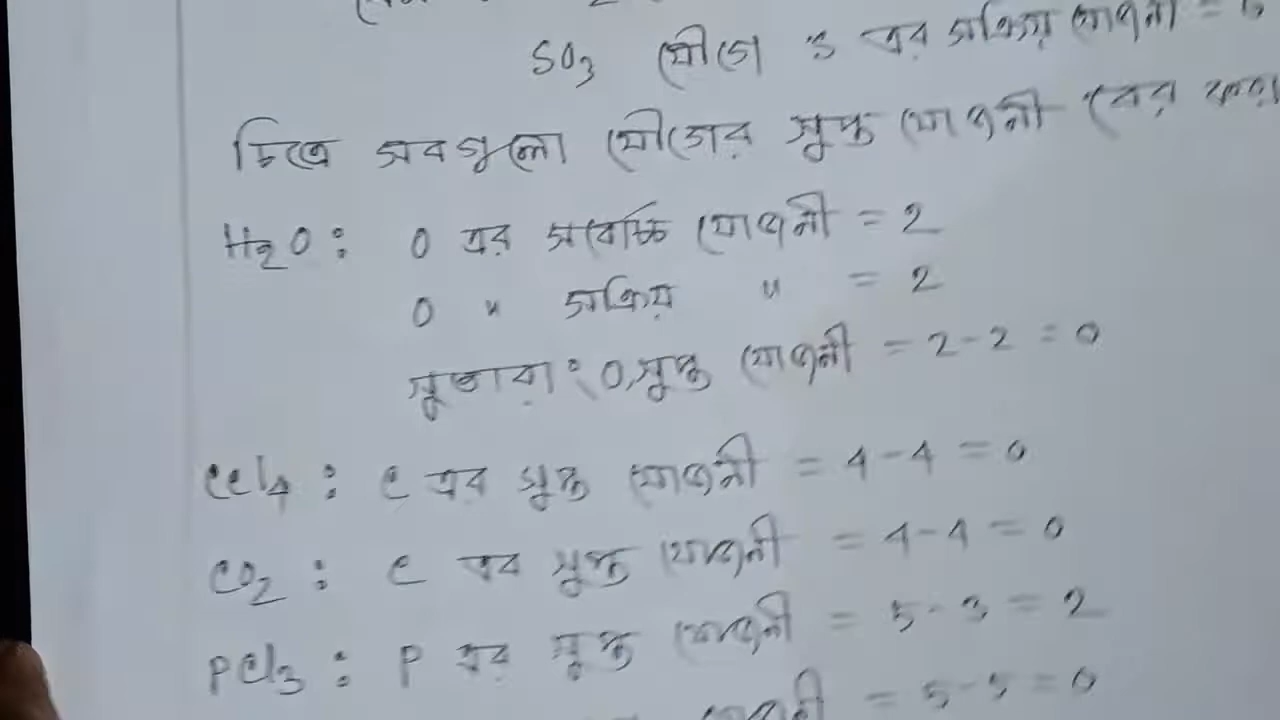 SO₃ যৌগে S এর সক্রিয় যোজনী =
চিত্রে সবগুলো যৌগের সুপ্ত যোজনী বের করা
H₂O : O এর সর্বোচ্চ যোজনী = 2
O " সক্রিয় " = 2
সুতরাং O, সুপ্ত যোজনী = 2-2 = 0
CCl₄ : C এর সুপ্ত যোজনী = 4-4 = 0
CO₂ : C এর সুপ্ত যোজনী = 4-4 = 0
PCl₃ : P এর সুপ্ত যোজনী = 5-3 = 2
যোজনী = 5-5 = 0